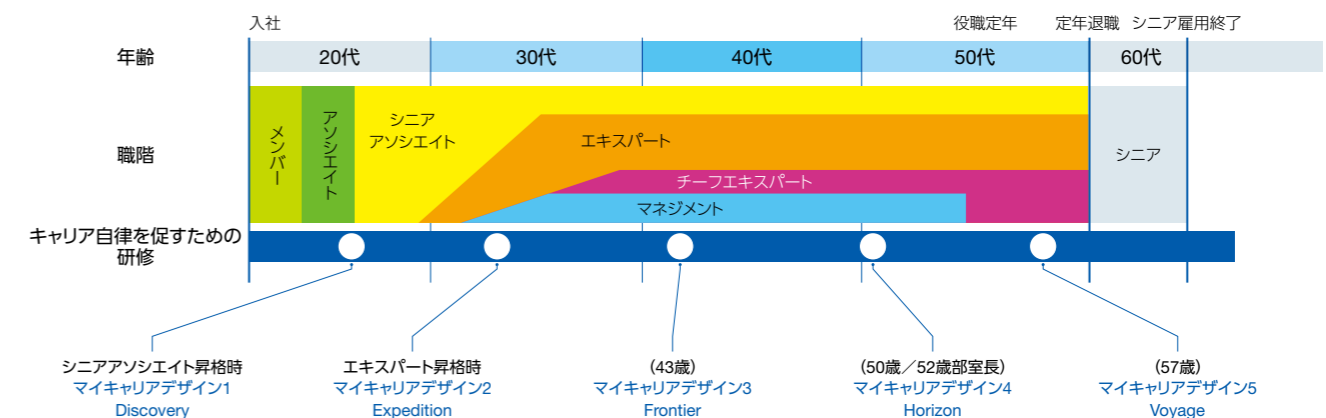 入社
役職定年
定年退職
シニア雇用終了
年齢
20代
30代
40代
50代
60代
職階
メンバー
アソシエイト
シニア
アソシエイト
エキスパート
チーフエキスパート
マネジメント
シニア
キャリア自律を促すための
研修
シニアアソシエイト昇格時
マイキャリアデザイン1
Discovery
エキスパート昇格時
マイキャリアデザイン2
Expedition
(43歳)
マイキャリアデザイン3
Frontier
(50歳／52歳部室長)
マイキャリアデザイン4
Horizon
(57歳)
マイキャリアデザイン5
Voyage